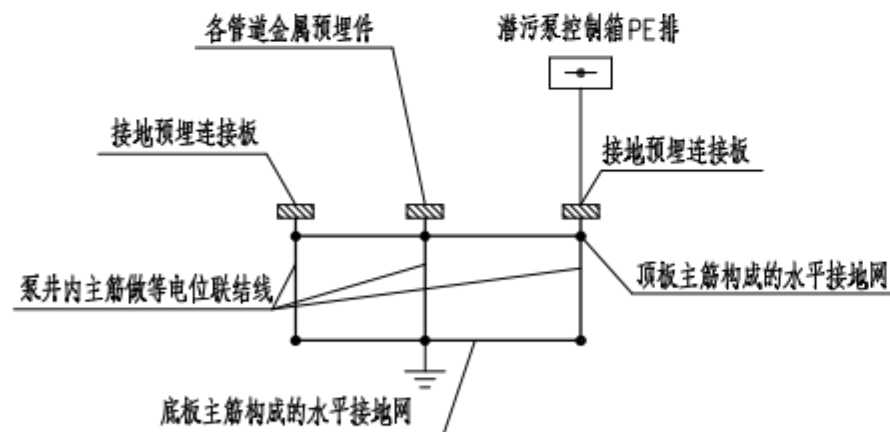 各管道金属预埋件
潜污泵控制箱PE排
接地预埋连接板
接地预埋连接板
泵井内主筋做等电位联结线
顶板主筋构成的水平接地网
底板主筋构成的水平接地网